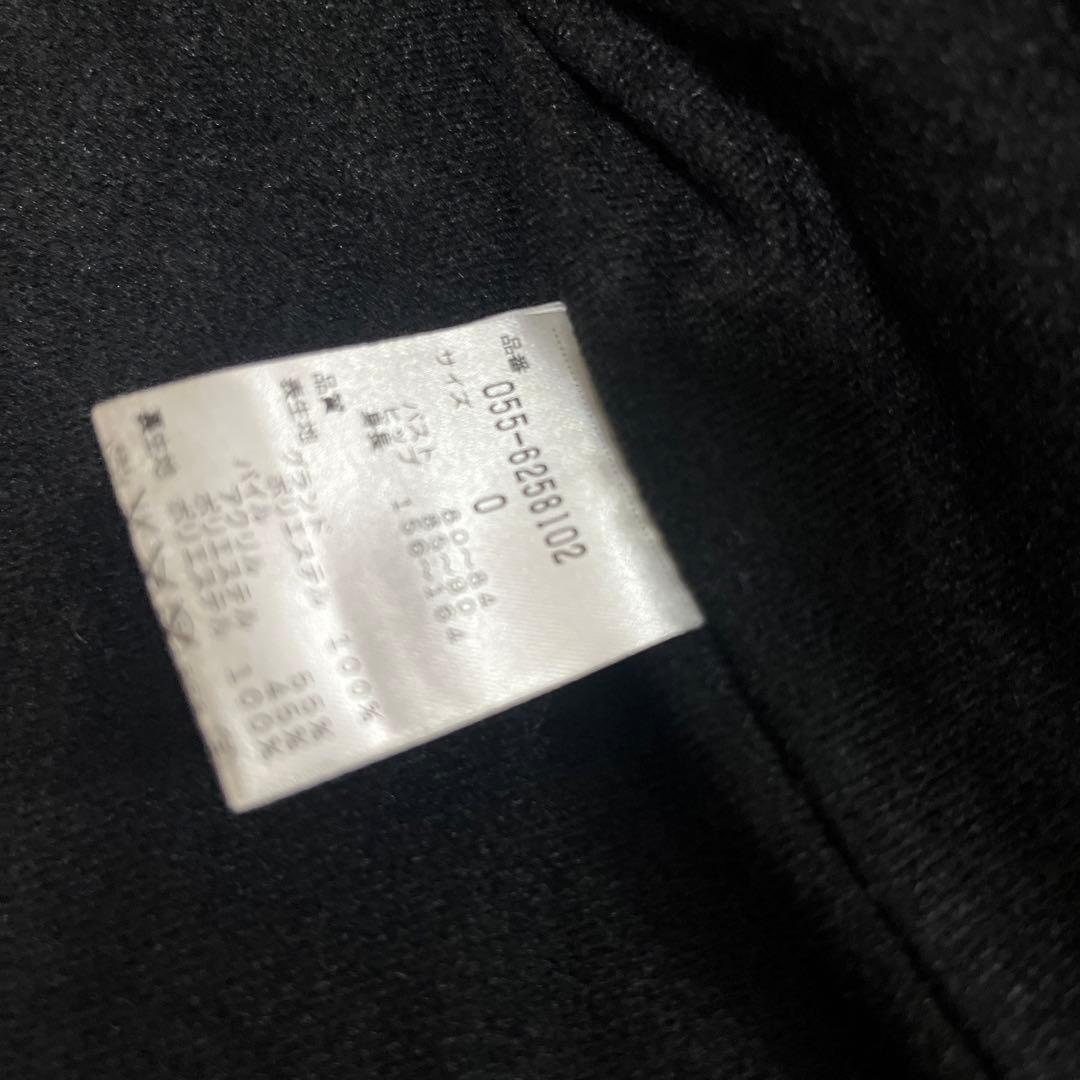 品番 055-6258102
サイズ 0
バスト 80~84
ヒップ 88~90
身長 156~164
品質
表生地 グランド
ポリエステル 100%
パイル
アクリル 55%
ポリエステル 45%
裏生地 ポリエステル 100%